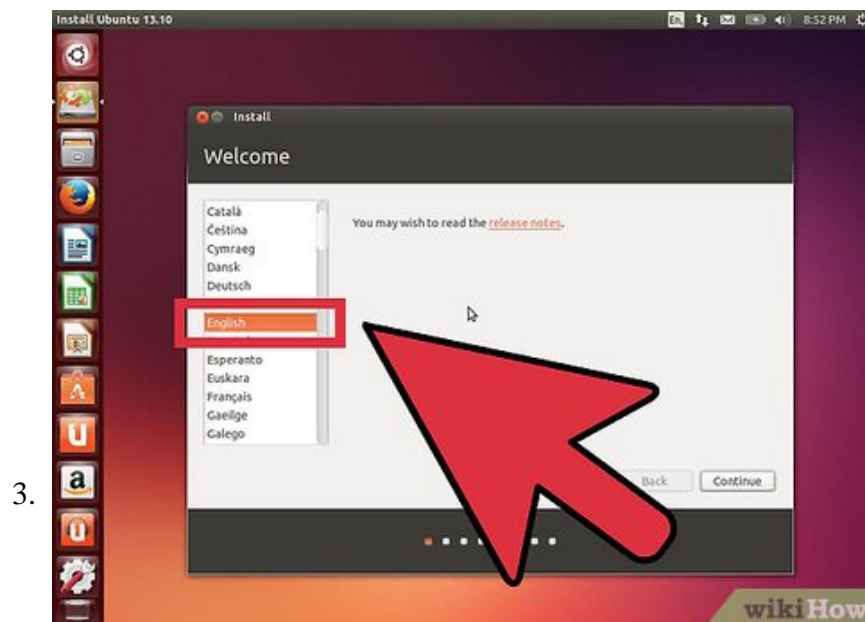 Install Ubuntu 13.10
En
8:52 PM
Install
Welcome
Català
Čeština
Cymraeg
Dansk
Deutsch
English
Esperanto
Euskara
Français
Gaeilge
Galego
You may wish to read the release notes.
Back
Continue
3.
wikiHow